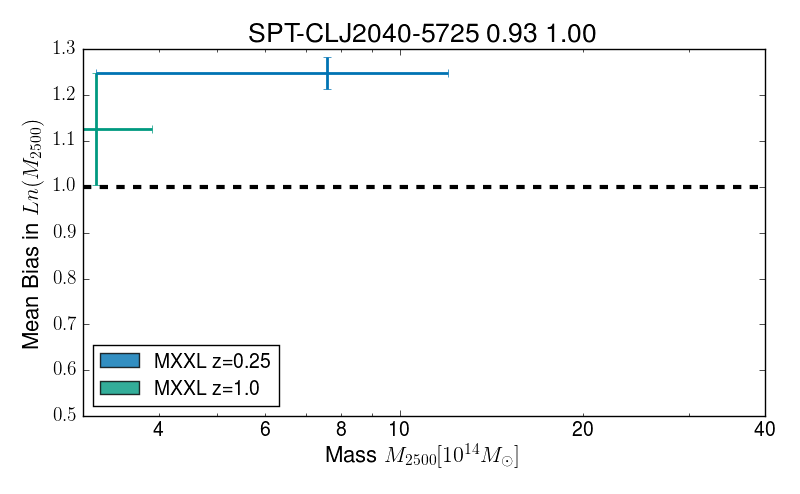 SPT-CLJ2040-5725 0.93 1.00
1.3
1.2
1.1
1.0
0.9
0.8
0.7
0.6
0.5
Mean Bias in Ln(M2500)
MXXL z=0.25
MXXL z=1.0
4 6 8 10 20 40
Mass M2500[10^14 M⊙]